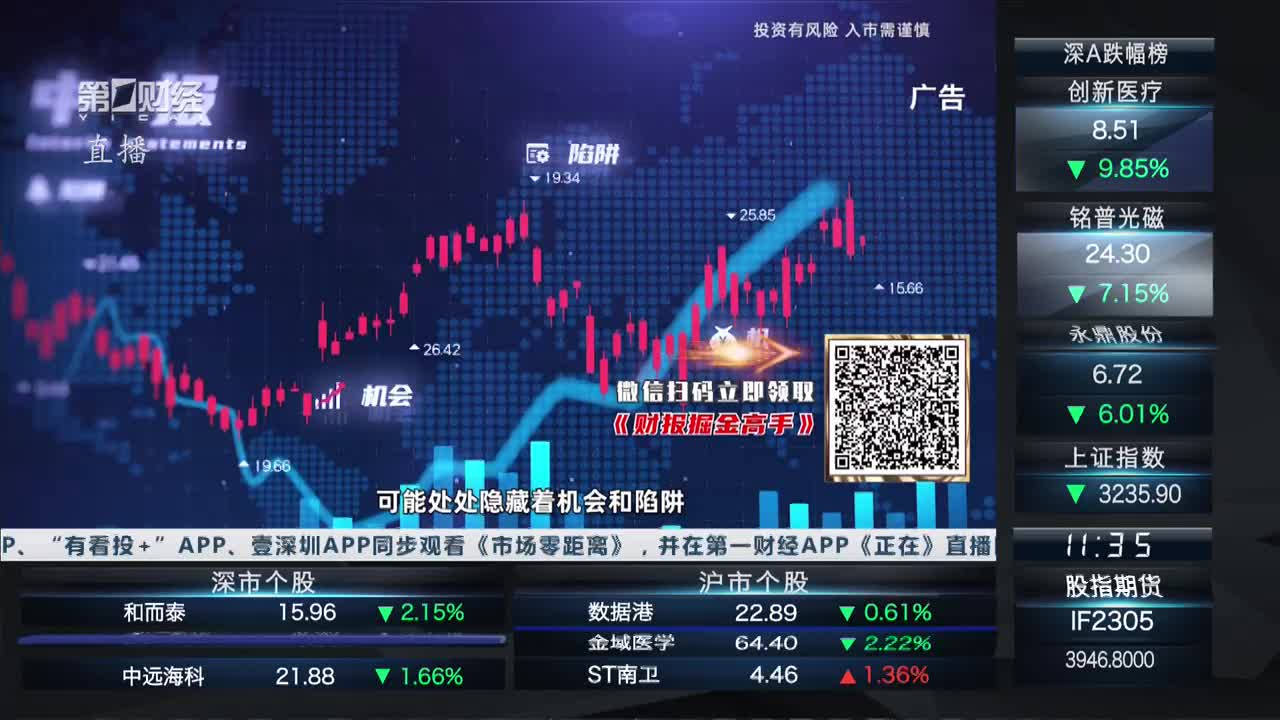 投资有风险 入市需谨慎
广告
第一财经
YICAI
直播
陷阱
19.34
25.85
15.66
26.42
机会
19.66
微信扫码立即领取
《财报掘金高手》
可能处处隐藏着机会和陷阱
P、“有看投+”APP、壹深圳APP同步观看《市场零距离》，并在第一财经APP《正在》直播
深市个股
和而泰 15.96 ▼2.15%
中远海科 21.88 ▼1.66%
沪市个股
数据港 22.89 ▼0.61%
金域医学 64.40 ▼2.22%
ST南卫 4.46 ▲1.36%
深A跌幅榜
创新医疗
8.51
▼9.85%
铭普光磁
24.30
▼7.15%
永鼎股份
6.72
▼6.01%
上证指数
▼3235.90
11:35
股指期货
IF2305
3946.8000